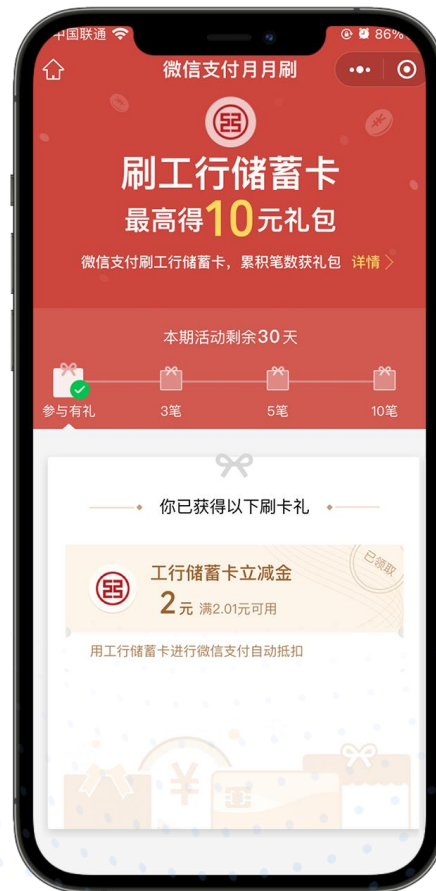 中国联通
86%
微信支付月月刷
刷工行储蓄卡
最高得10元礼包
微信支付刷工行储蓄卡，累积笔数获礼包 详情 >
本期活动剩余30天
参与有礼 3笔 5笔 10笔
你已获得以下刷卡礼
已领取
工行储蓄卡立减金
2元 满2.01元可用
用工行储蓄卡进行微信支付自动抵扣
¥